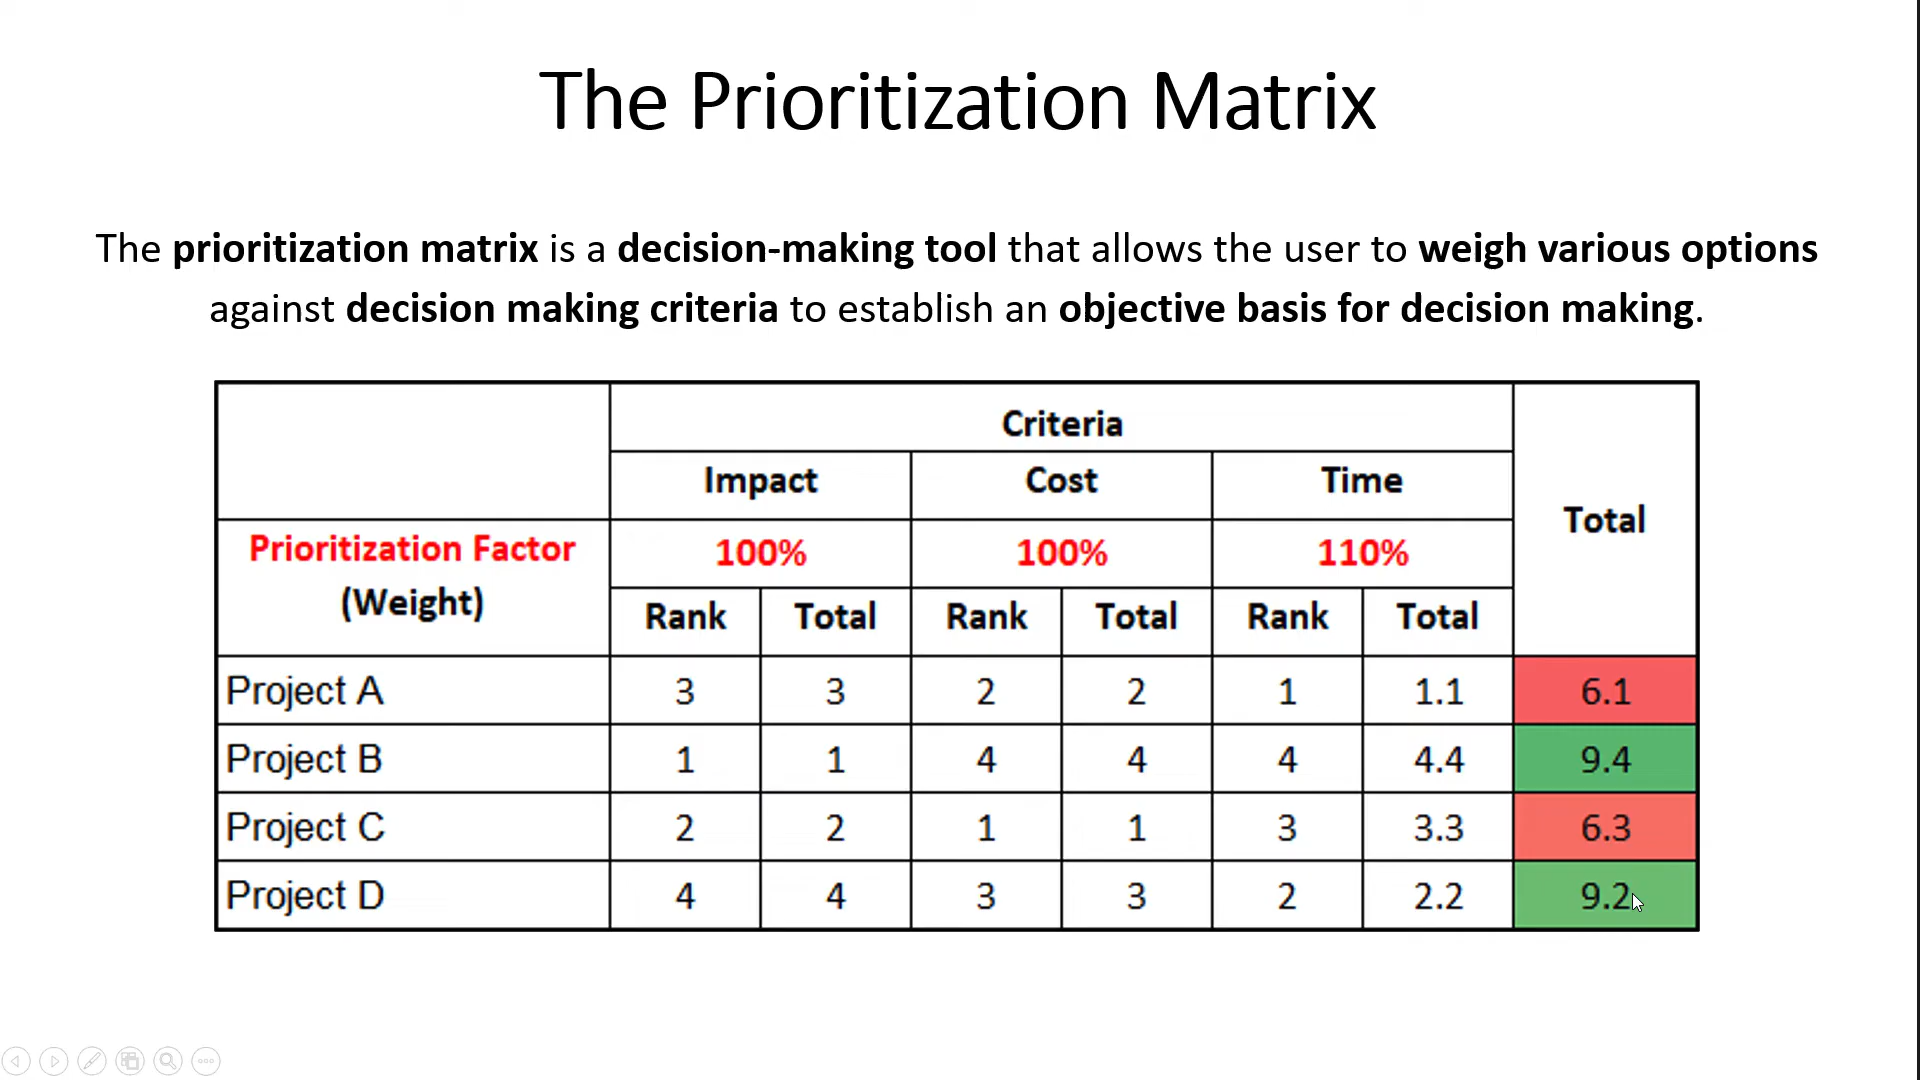 The Prioritization Matrix
The prioritization matrix is a decision-making tool that allows the user to weigh various options
against decision making criteria to establish an objective basis for decision making.
Criteria
Total
Impact Cost Time
Prioritization Factor
(Weight)
100% 100% 110%
Rank Total Rank Total Rank Total
Project A 3 3 2 2 1 1.1 6.1
Project B 1 1 4 4 4 4.4 9.4
Project C 2 2 1 1 3 3.3 6.3
Project D 4 4 3 3 2 2.2 9.2